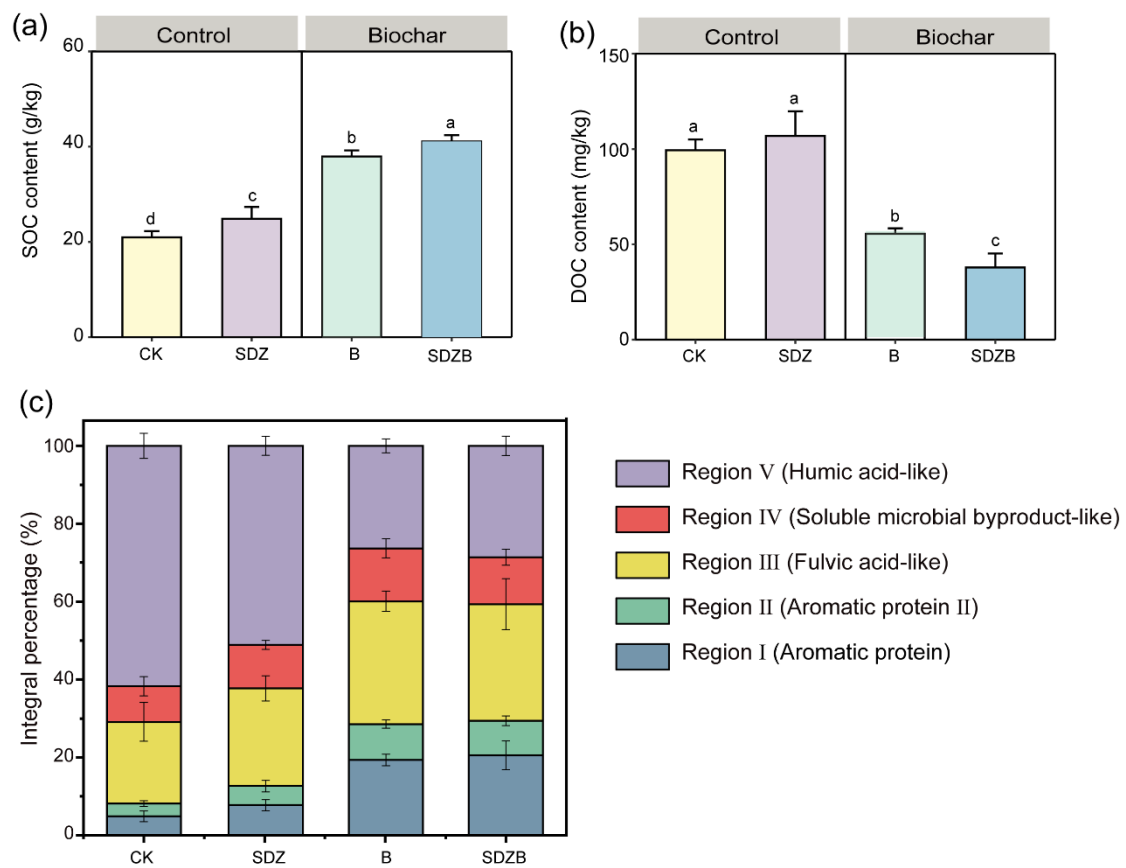 (a)
Control Biochar
SOC content (g/kg)
60
40
20
0
d
c
b
a
CK SDZ B SDZB
(b)
Control Biochar
DOC content (mg/kg)
150
100
50
0
a
a
b
c
CK SDZ B SDZB
(c)
Integral percentage (%)
100
80
60
40
20
0
CK SDZ B SDZB
Region V (Humic acid-like)
Region IV (Soluble microbial byproduct-like)
Region III (Fulvic acid-like)
Region II (Aromatic protein II)
Region I (Aromatic protein)